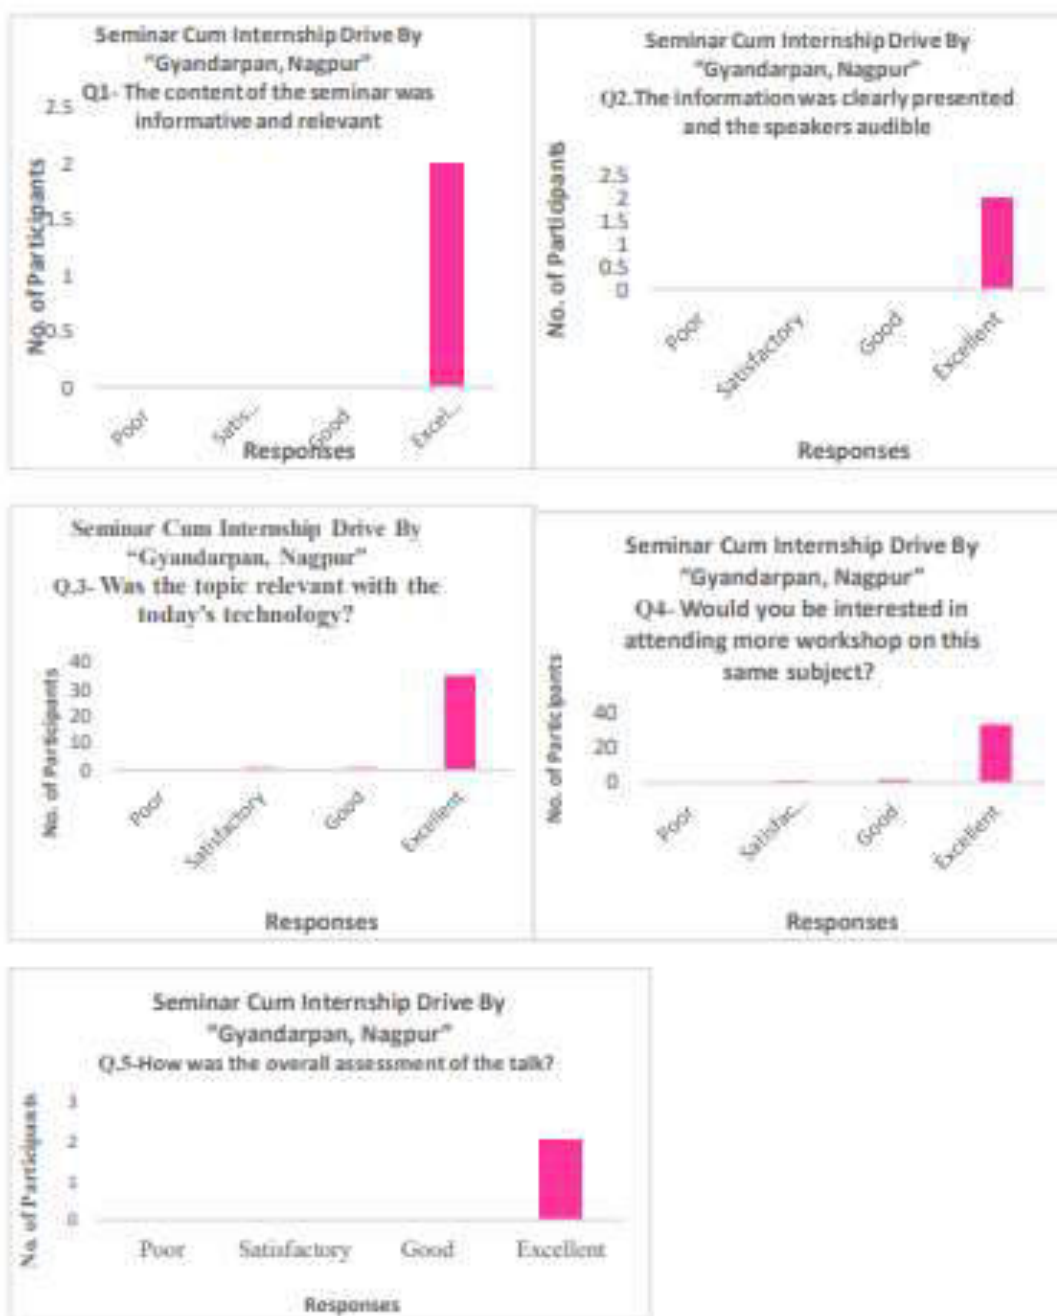 Seminar Cum Internship Drive By
"Gyandarpan, Nagpur"
Q1- The content of the seminar was
informative and relevant
No. of Participants
2.5
2
1.5
1
0.5
0
Poor
Satis...
Good
Excel...
Responses
Seminar Cum Internship Drive By
"Gyandarpan, Nagpur"
Q2.The information was clearly presented
and the speakers audible
No. of Participants
2.5
2
1.5
1
0.5
0
Poor
Satisfactory
Good
Excellent
Responses
Seminar Cum Internship Drive By
"Gyandarpan, Nagpur"
Q.3- Was the topic relevant with the
today's technology?
No. of Participants
40
30
20
10
0
Poor
Satisfactory
Good
Excellent
Responses
Seminar Cum Internship Drive By
"Gyandarpan, Nagpur"
Q4- Would you be interested in
attending more workshop on this
same subject?
No. of Participants
40
20
0
Poor
Satisfac...
Good
Excellent
Responses
Seminar Cum Internship Drive By
"Gyandarpan, Nagpur"
Q.5-How was the overall assessment of the talk?
No. of Participants
3
2
1
0
Poor
Satisfactory
Good
Excellent
Responses